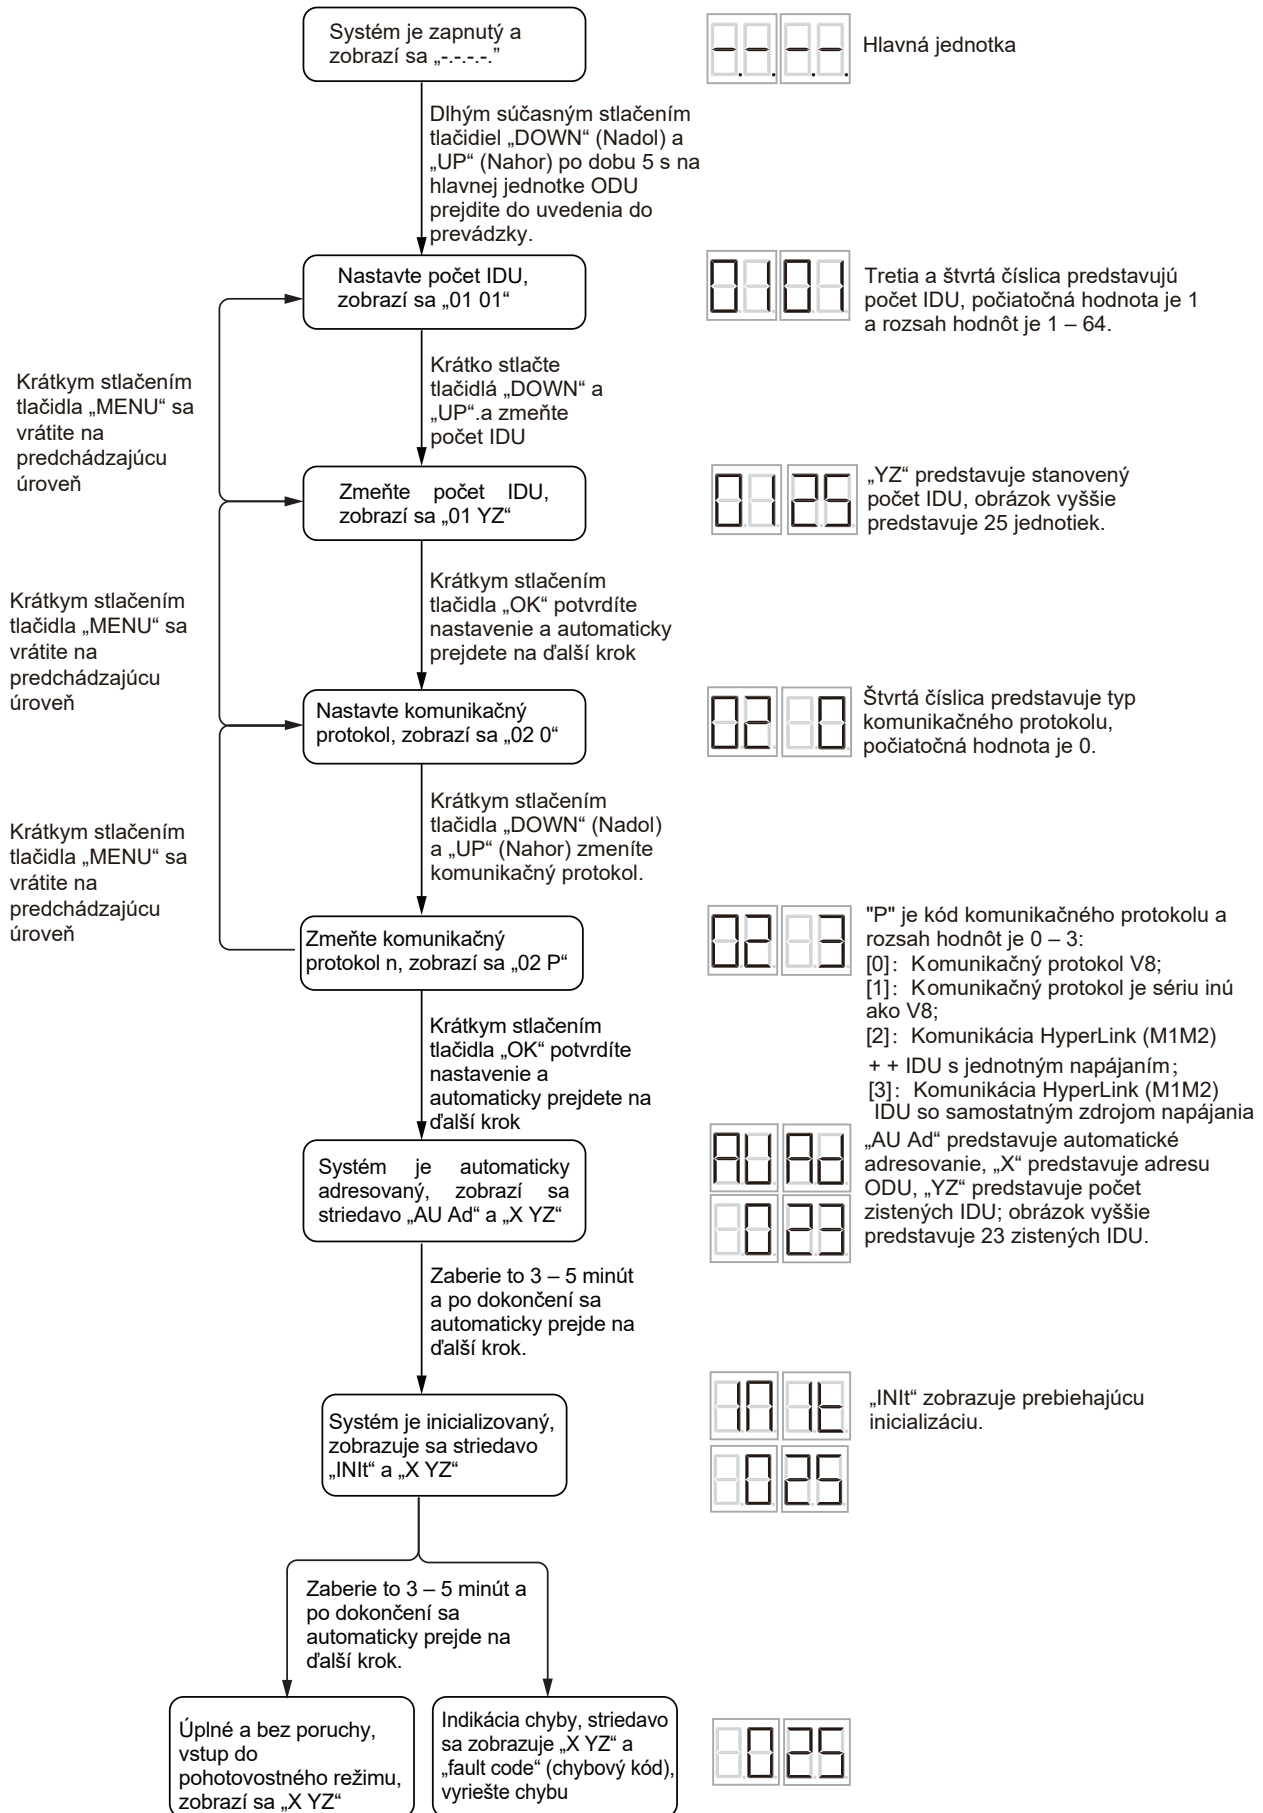 Systém je zapnutý a
zobrazí sa „-.-.-.-.”
-.-.-.-.
Hlavná jednotka
Dlhým súčasným stlačením
tlačidiel „DOWN“ (Nadol) a
„UP“ (Nahor) po dobu 5 s na
hlavnej jednotke ODU
prejdite do uvedenia do
prevádzky.
Nastavte počet IDU,
zobrazí sa „01 01“
0101
Tretia a štvrtá číslica predstavujú
počet IDU, počiatočná hodnota je 1
a rozsah hodnôt je 1 – 64.
Krátkym stlačením
tlačidla „MENU“ sa
vrátite na
predchádzajúcu
úroveň
Krátko stlačte
tlačidlá „DOWN“ a
„UP“.a zmeňte
počet IDU
Zmeňte počet IDU,
zobrazí sa „01 YZ“
0125
„YZ“ predstavuje stanovený
počet IDU, obrázok vyššie
predstavuje 25 jednotiek.
Krátkym stlačením
tlačidla „MENU“ sa
vrátite na
predchádzajúcu
úroveň
Krátkym stlačením
tlačidla „OK“ potvrdíte
nastavenie a automaticky
prejdete na ďalší krok
Nastavte komunikačný
protokol, zobrazí sa „02 0“
02 0
Štvrtá číslica predstavuje typ
komunikačného protokolu,
počiatočná hodnota je 0.
Krátkym stlačením
tlačidla „MENU“ sa
vrátite na
predchádzajúcu
úroveň
Krátkym stlačením
tlačidla „DOWN“ (Nadol)
a „UP“ (Nahor) zmeníte
komunikačný protokol.
Zmeňte komunikačný
protokol n, zobrazí sa „02 P“
02 3
"P" je kód komunikačného protokolu a
rozsah hodnôt je 0 – 3:
[0]: Komunikačný protokol V8;
[1]: Komunikačný protokol je sériu inú
ako V8;
[2]: Komunikácia HyperLink (M1M2)
+ + IDU s jednotným napájaním;
[3]: Komunikácia HyperLink (M1M2)
IDU so samostatným zdrojom napájania
Krátkym stlačením
tlačidla „OK“ potvrdíte
nastavenie a
automaticky prejdete na
ďalší krok
Systém je automaticky
adresovaný, zobrazí sa
striedavo „AU Ad“ a „X YZ“
AU Ad
023
„AU Ad“ predstavuje automatické
adresovanie, „X“ predstavuje adresu
ODU, „YZ“ predstavuje počet
zistených IDU; obrázok vyššie
predstavuje 23 zistených IDU.
Zaberie to 3 – 5 minút
a po dokončení sa
automaticky prejde na
ďalší krok.
Systém je inicializovaný,
zobrazuje sa striedavo
„INIt“ a „X YZ“
INIt
025
„INIt“ zobrazuje prebiehajúcu
inicializáciu.
Zaberie to 3 – 5 minút a
po dokončení sa
automaticky prejde na
ďalší krok.
Úplné a bez poruchy,
vstup do
pohotovostného režimu,
zobrazí sa „X YZ“
Indikácia chyby, striedavo
sa zobrazuje „X YZ“ a
„fault code“ (chybový kód),
vyriešte chybu
025